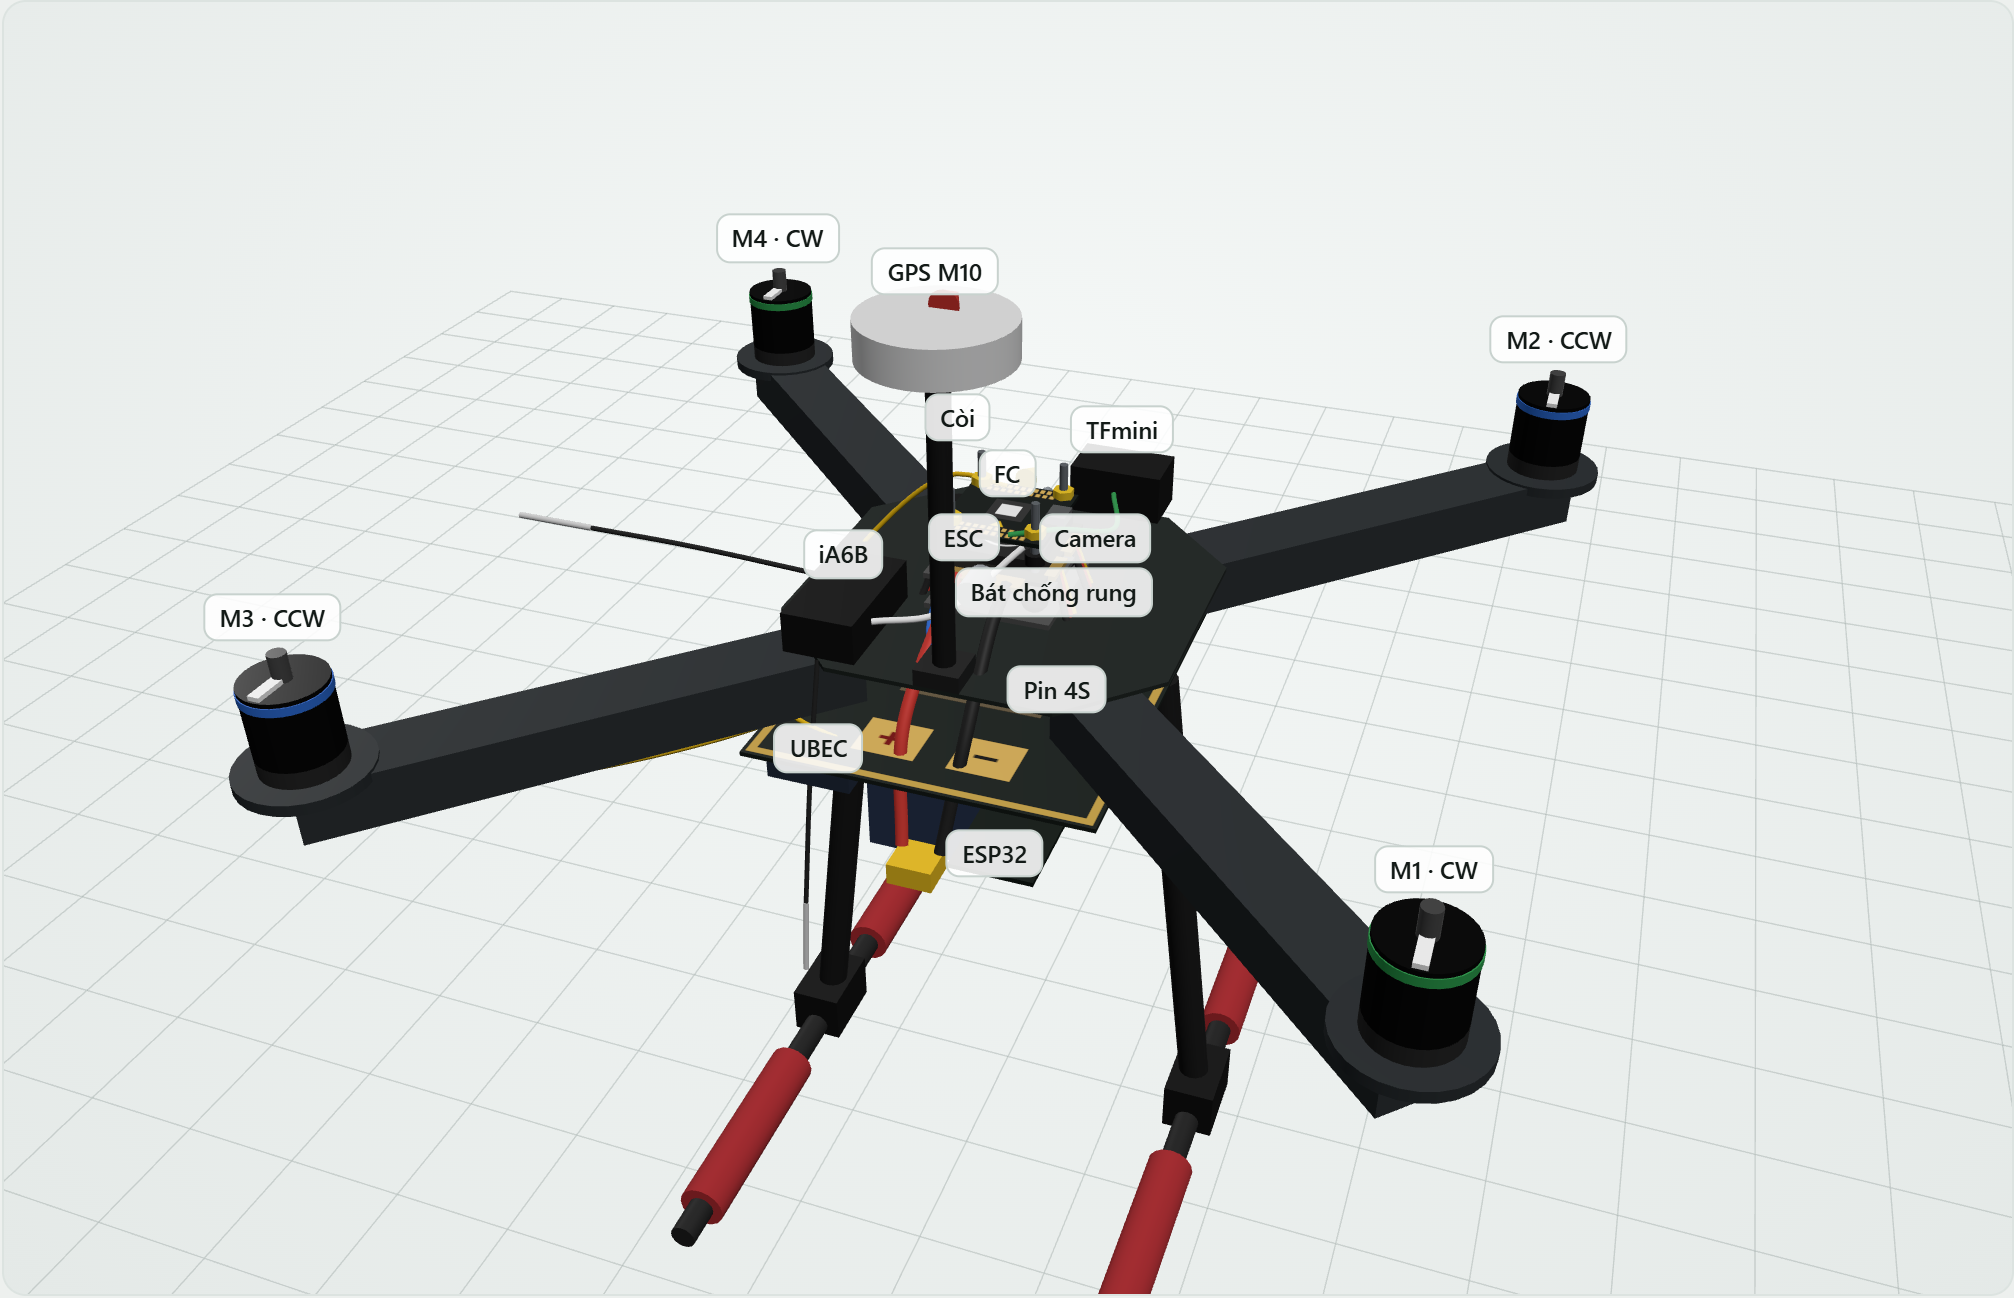 M4 · CW
GPS M10
M2 · CCW
Còi
TFmini
FC
ESC
Camera
iA6B
Bát chống rung
M3 · CCW
Pin 4S
UBEC
+
−
ESP32
M1 · CW